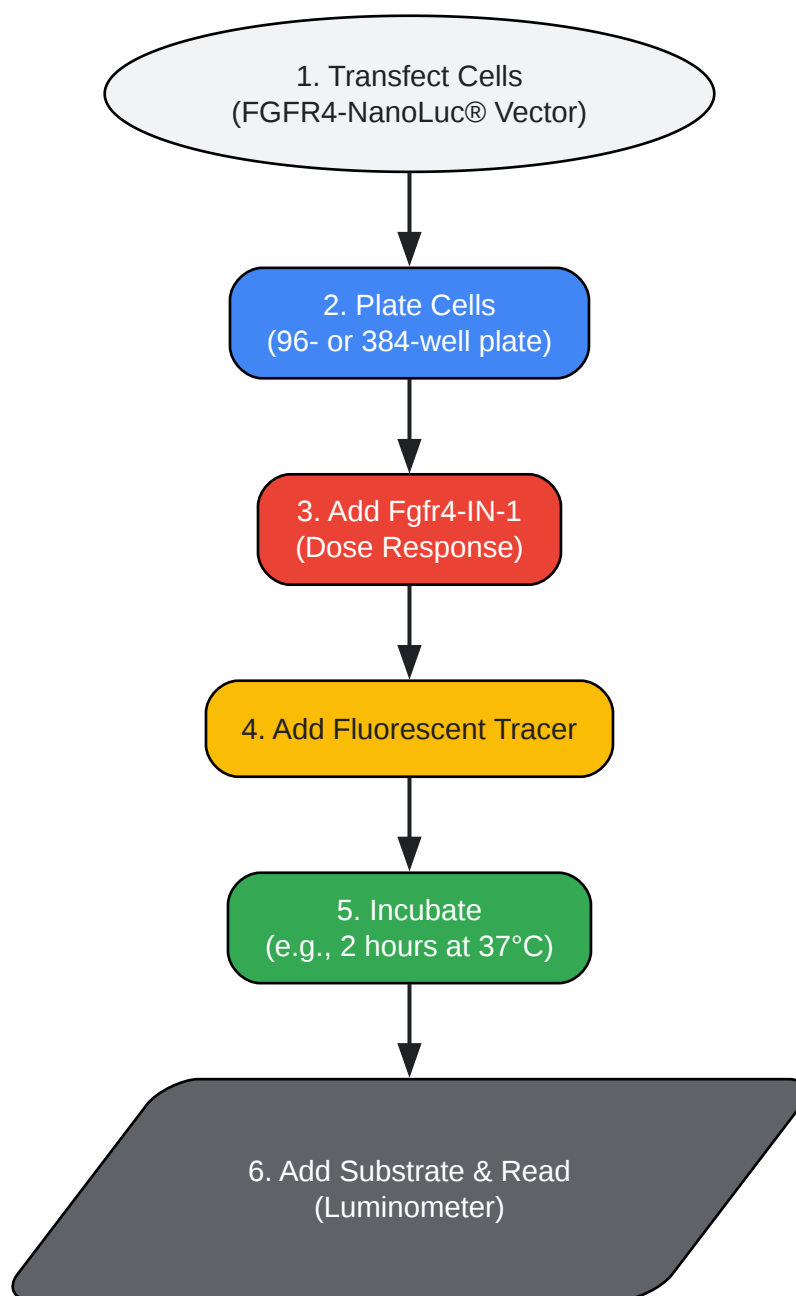 1. Transfect Cells
(FGFR4-NanoLuc® Vector)
2. Plate Cells
(96- or 384-well plate)
3. Add Fgfr4-IN-1
(Dose Response)
4. Add Fluorescent Tracer
5. Incubate
(e.g., 2 hours at 37°C)
6. Add Substrate & Read
(Luminometer)